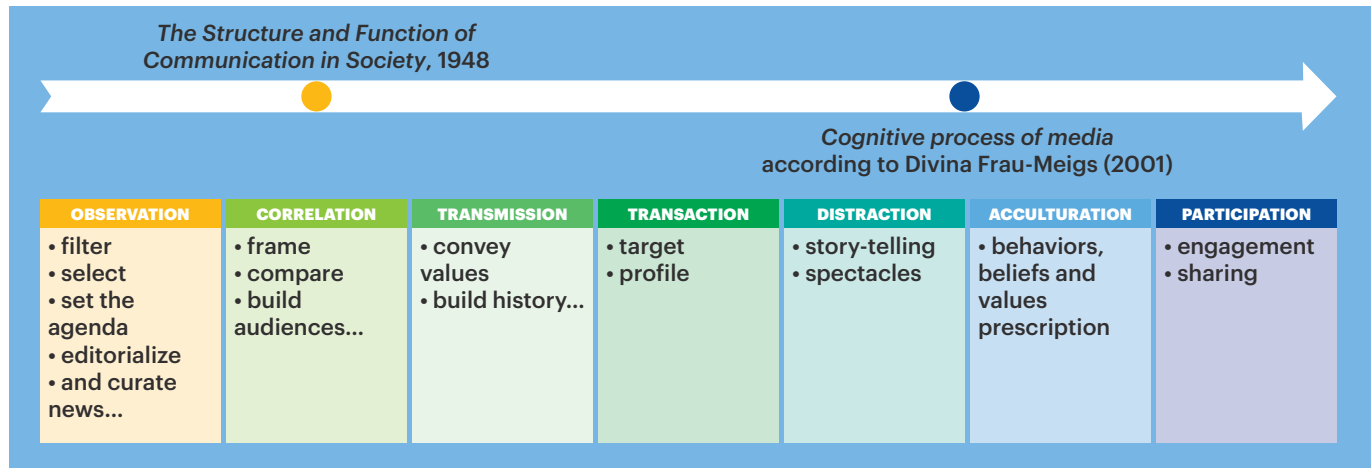 The Structure and Function of
Communication in Society, 1948
Cognitive process of media
according to Divina Frau-Meigs (2001)
OBSERVATION
• filter
• select
• set the
agenda
• editorialize
• and curate
news...
CORRELATION
• frame
• compare
• build
audiences...
TRANSMISSION
• convey
values
• build history...
TRANSACTION
• target
• profile
DISTRACTION
• story-telling
• spectacles
ACCULTURATION
• behaviors,
beliefs and
values
prescription
PARTICIPATION
• engagement
• sharing